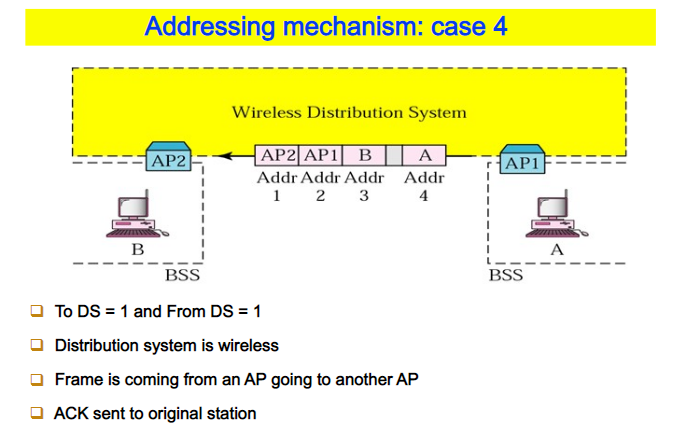 Addressing mechanism: case 4
Wireless Distribution System
AP2 AP2 AP1 B A AP1
Addr Addr Addr Addr
1 2 3 4
B A
BSS BSS
To DS = 1 and From DS = 1
Distribution system is wireless
Frame is coming from an AP going to another AP
ACK sent to original station